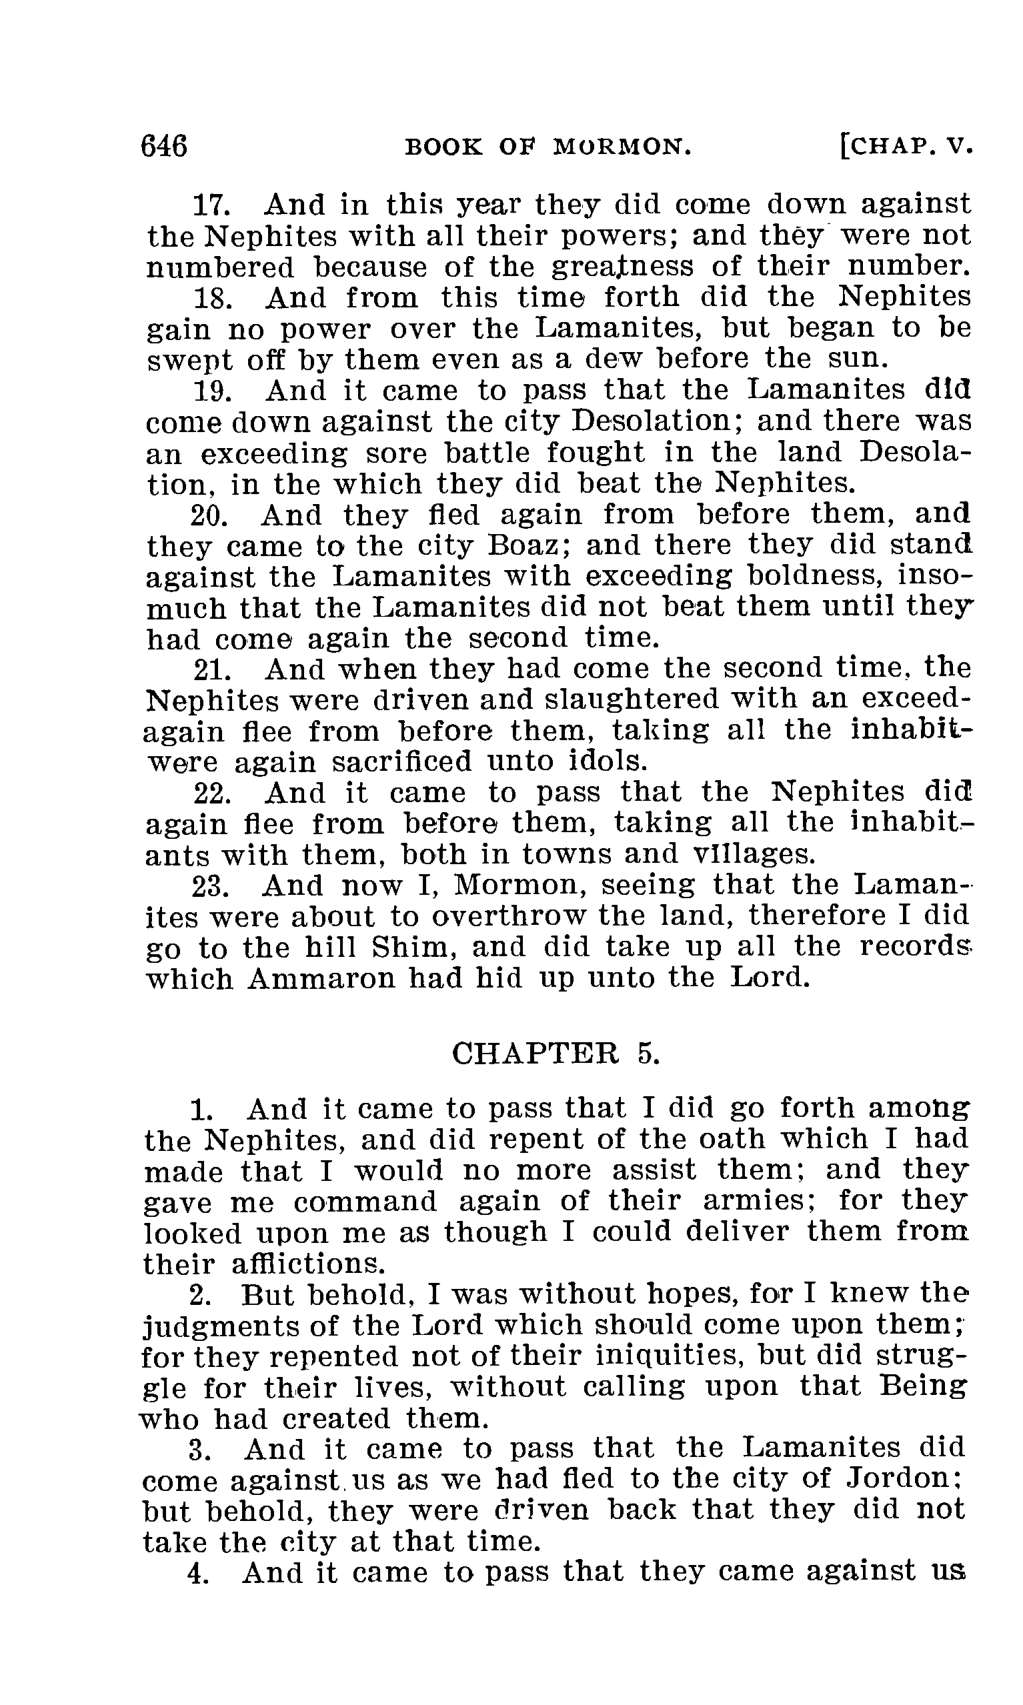 646 BOOK OF MORMON. [CHAP. V.
17. And in this year they did come down against
the Nephites with all their powers; and they were not
numbered because of the greatness of their number.
18. And from this time forth did the Nephites
gain no power over the Lamanites, but began to be
swept off by them even as a dew before the sun.
19. And it came to pass that the Lamanites did
come down against the city Desolation; and there was
an exceeding sore battle fought in the land Desola-
tion, in the which they did beat the Nephites.
20. And they fled again from before them, and
they came to the city Boaz; and there they did stand
against the Lamanites with exceeding boldness, inso-
much that the Lamanites did not beat them until they
had come again the second time.
21. And when they had come the second time, the
Nephites were driven and slaughtered with an exceed-
again flee from before them, taking all the inhabit-
were again sacrificed unto idols.
22. And it came to pass that the Nephites did
again flee from before them, taking all the inhabit-
ants with them, both in towns and villages.
23. And now I, Mormon, seeing that the Laman-
ites were about to overthrow the land, therefore I did
go to the hill Shim, and did take up all the records
which Ammaron had hid up unto the Lord.
CHAPTER 5.
1. And it came to pass that I did go forth among
the Nephites, and did repent of the oath which I had
made that I would no more assist them; and they
gave me command again of their armies; for they
looked upon me as though I could deliver them from
their afflictions.
2. But behold, I was without hopes, for I knew the
judgments of the Lord which should come upon them;
for they repented not of their iniquities, but did strug-
gle for their lives, without calling upon that Being
who had created them.
3. And it came to pass that the Lamanites did
come against us as we had fled to the city of Jordon;
but behold, they were driven back that they did not
take the city at that time.
4. And it came to pass that they came against us